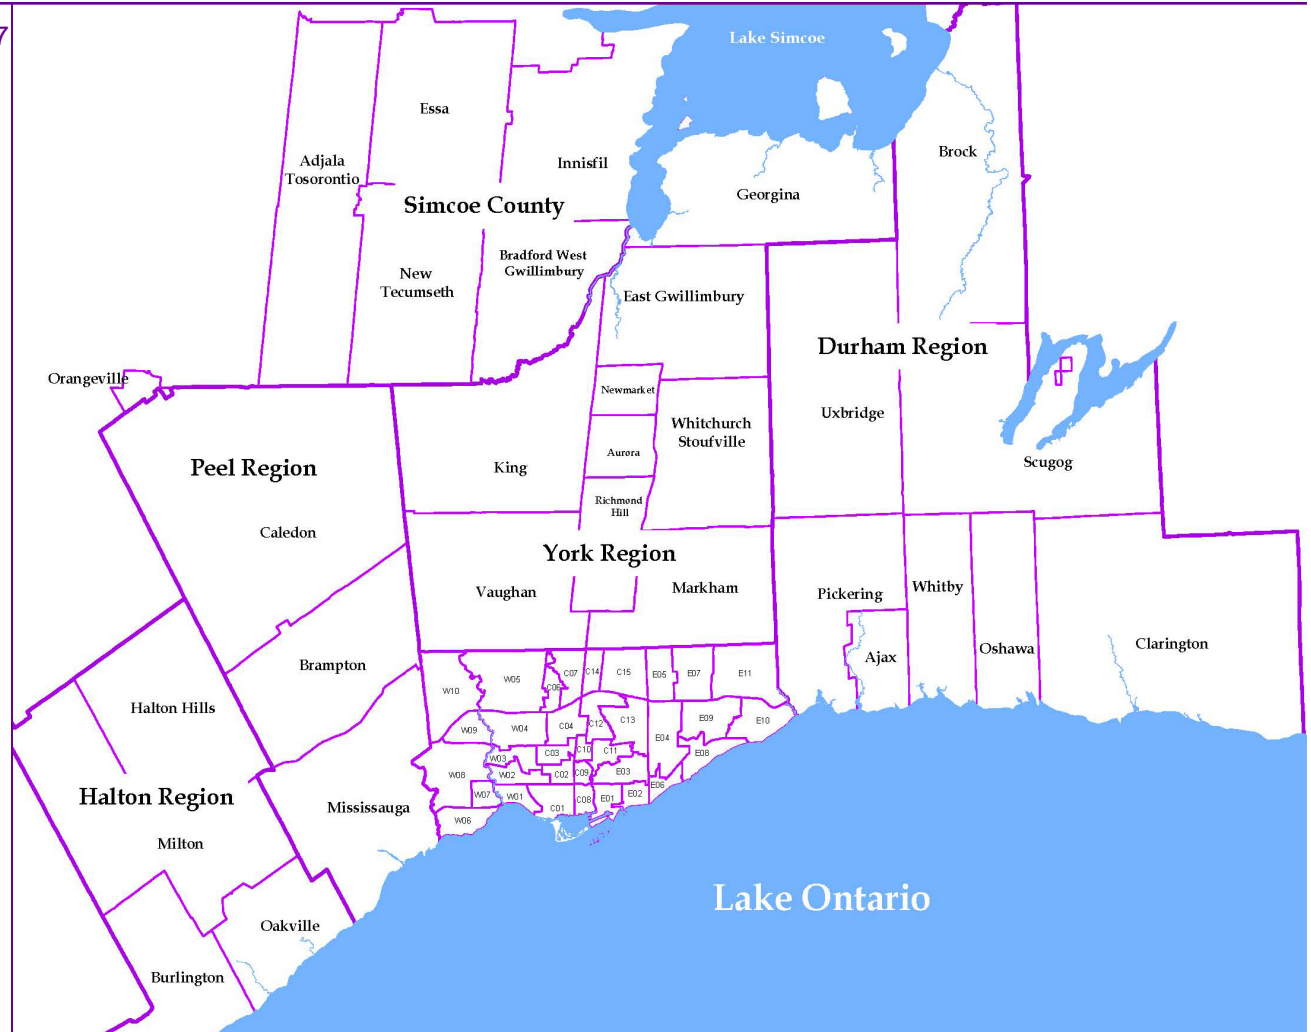 7
Lake Simcoe
Essa
Adjala
Tosorontio
Innisfil
Brock
Georgina
Simcoe County
Bradford West
Gwillimbury
New
Tecumseth
East Gwillimbury
Durham Region
Orangeville
Newmarket
Uxbridge
Whitchurch
Stoufville
Aurora
Scugog
Peel Region
King
Richmond
Hill
Caledon
York Region
Vaughan
Markham
Pickering
Whitby
Ajax
Oshawa
Clarington
Brampton
Halton Hills
W10
W05
C06
C07
C14
C15
E05
E07
E11
W09
W04
C04
C12
C13
E04
E09
E10
W03
C03
C10
C11
E08
W08
W02
C02
C09
E03
E06
W07
W01
C01
C08
E01
E02
W06
Halton Region
Mississauga
Milton
Lake Ontario
Oakville
Burlington